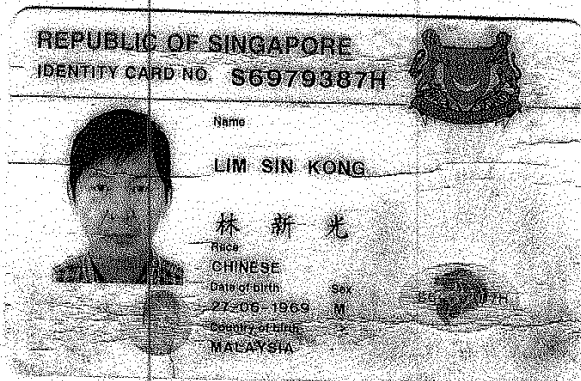 REPUBLIC OF SINGAPORE
IDENTITY CARD NO. S6979387H
Name
LIM SIN KONG
林 新 光
Race
CHINESE
Date of birth Sex
27-06-1969 M
Country of birth
MALAYSIA